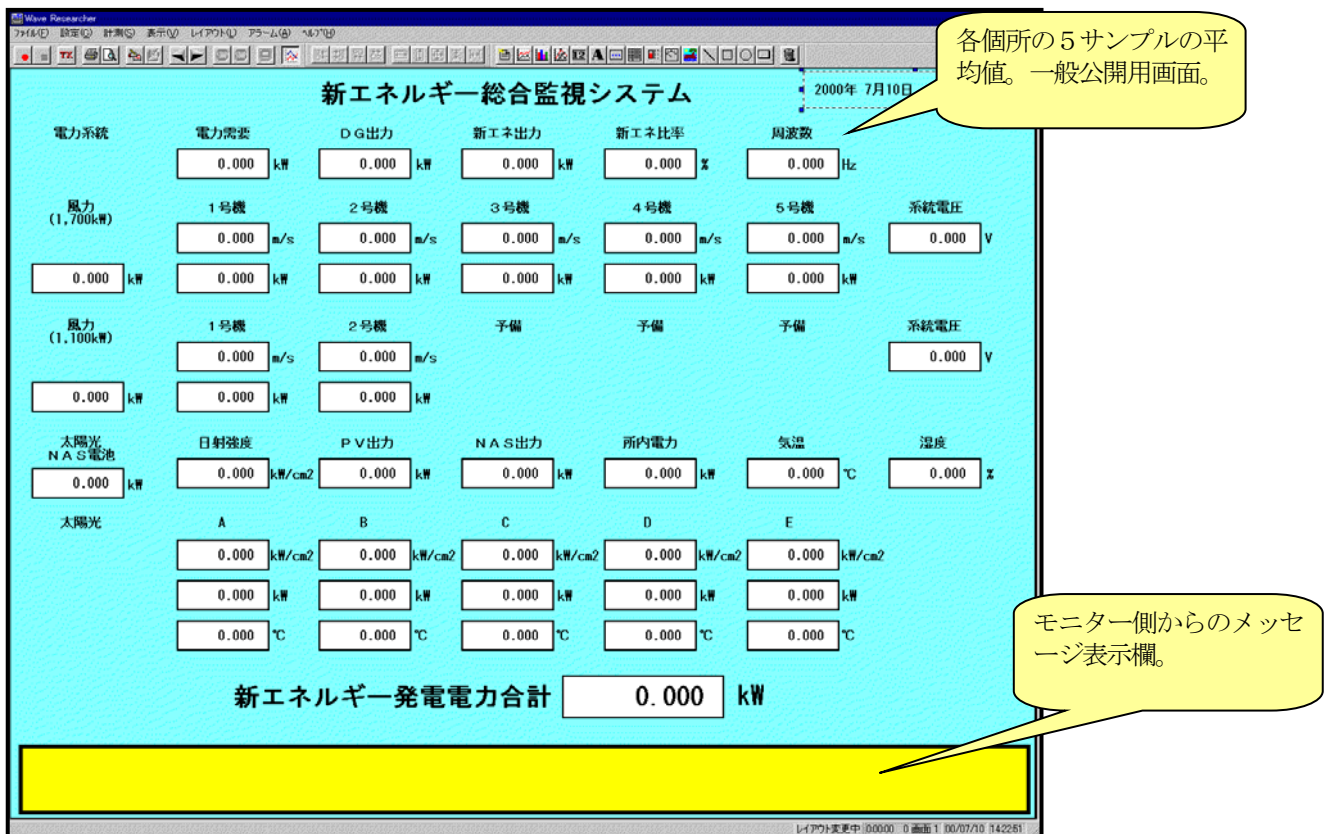 Wave Researcher
ファイル(F) 設定(O) 計測(S) 表示(V) レイアウト(L) アラーム(A) ヘルプ(H)
各個所の５サンプルの平
均値。一般公開用画面。
新エネルギー総合監視システム
2000年 7月10日
電力系統 電力需要 ＤＧ出力 新エネ出力 新エネ比率 周波数
0.000 kW 0.000 kW 0.000 kW 0.000 % 0.000 Hz
風力 1号機 2号機 3号機 4号機 5号機 系統電圧
(1,700kW)
0.000 m/s 0.000 m/s 0.000 m/s 0.000 m/s 0.000 m/s 0.000 V
0.000 kW 0.000 kW 0.000 kW 0.000 kW 0.000 kW 0.000 kW
風力 1号機 2号機 予備 予備 予備 系統電圧
(1,100kW)
0.000 m/s 0.000 m/s 0.000 V
0.000 kW 0.000 kW 0.000 kW
太陽光 日射強度 ＰＶ出力 ＮＡＳ出力 所内電力 気温 湿度
ＮＡＳ電池
0.000 kW 0.000 kW/cm2 0.000 kW 0.000 kW 0.000 kW 0.000 ℃ 0.000 %
太陽光 A B C D E
0.000 kW/cm2 0.000 kW/cm2 0.000 kW/cm2 0.000 kW/cm2 0.000 kW/cm2
0.000 kW 0.000 kW 0.000 kW 0.000 kW 0.000 kW
0.000 ℃ 0.000 ℃ 0.000 ℃ 0.000 ℃ 0.000 ℃
モニター側からのメッセ
ージ表示欄。
新エネルギー発電電力合計 0.000 kW
レイアウト変更中 00000 0 画面 1 00/07/10 14:22:51